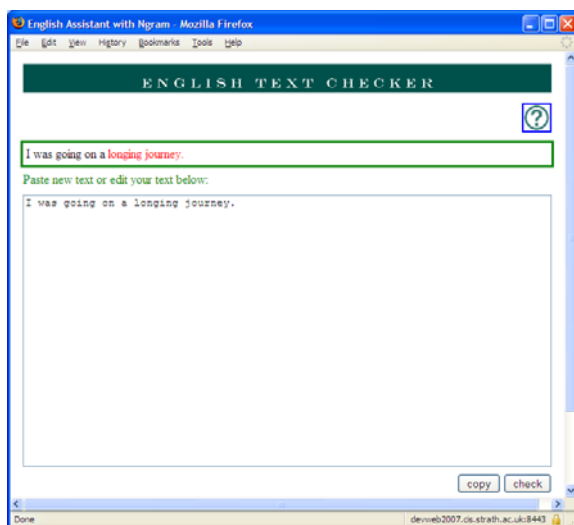 English Assistant with Ngram - Mozilla Firefox
File Edit View History Bookmarks Tools Help
ENGLISH TEXT CHECKER
?
I was going on a longing journey.
Paste new text or edit your text below:
I was going on a longing journey.
copy check
Done devweb2007.cis.strath.ac.uk:8443